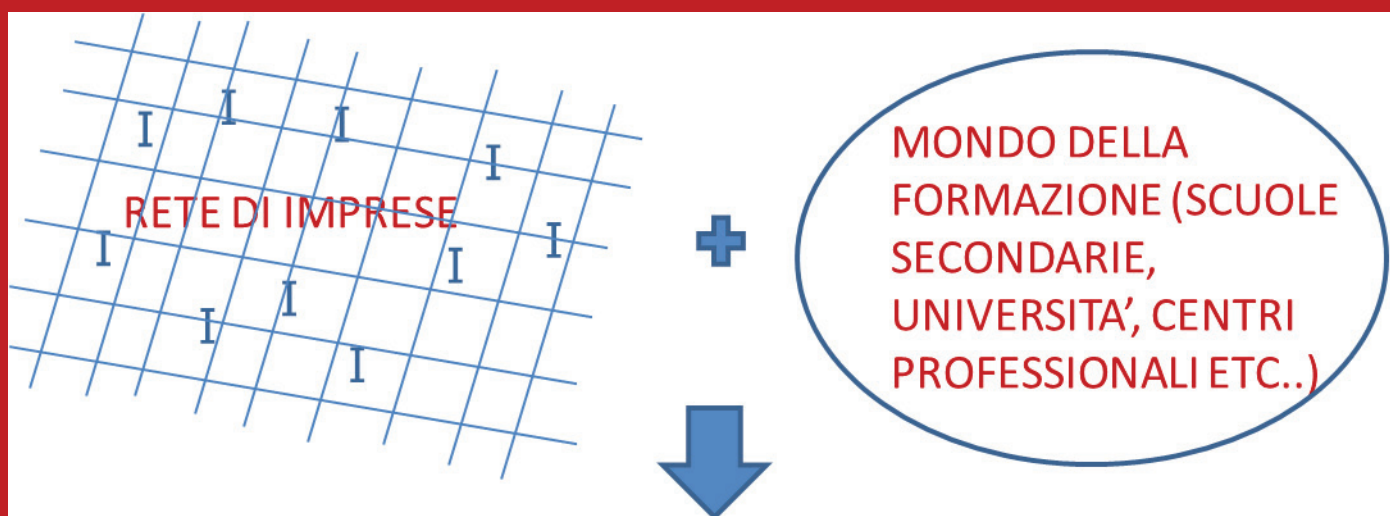 I
I
I
I
RETE DI IMPRESE
I
I
I
I
I
I
MONDO DELLA
FORMAZIONE (SCUOLE
SECONDARIE,
UNIVERSITA’, CENTRI
PROFESSIONALI ETC..)